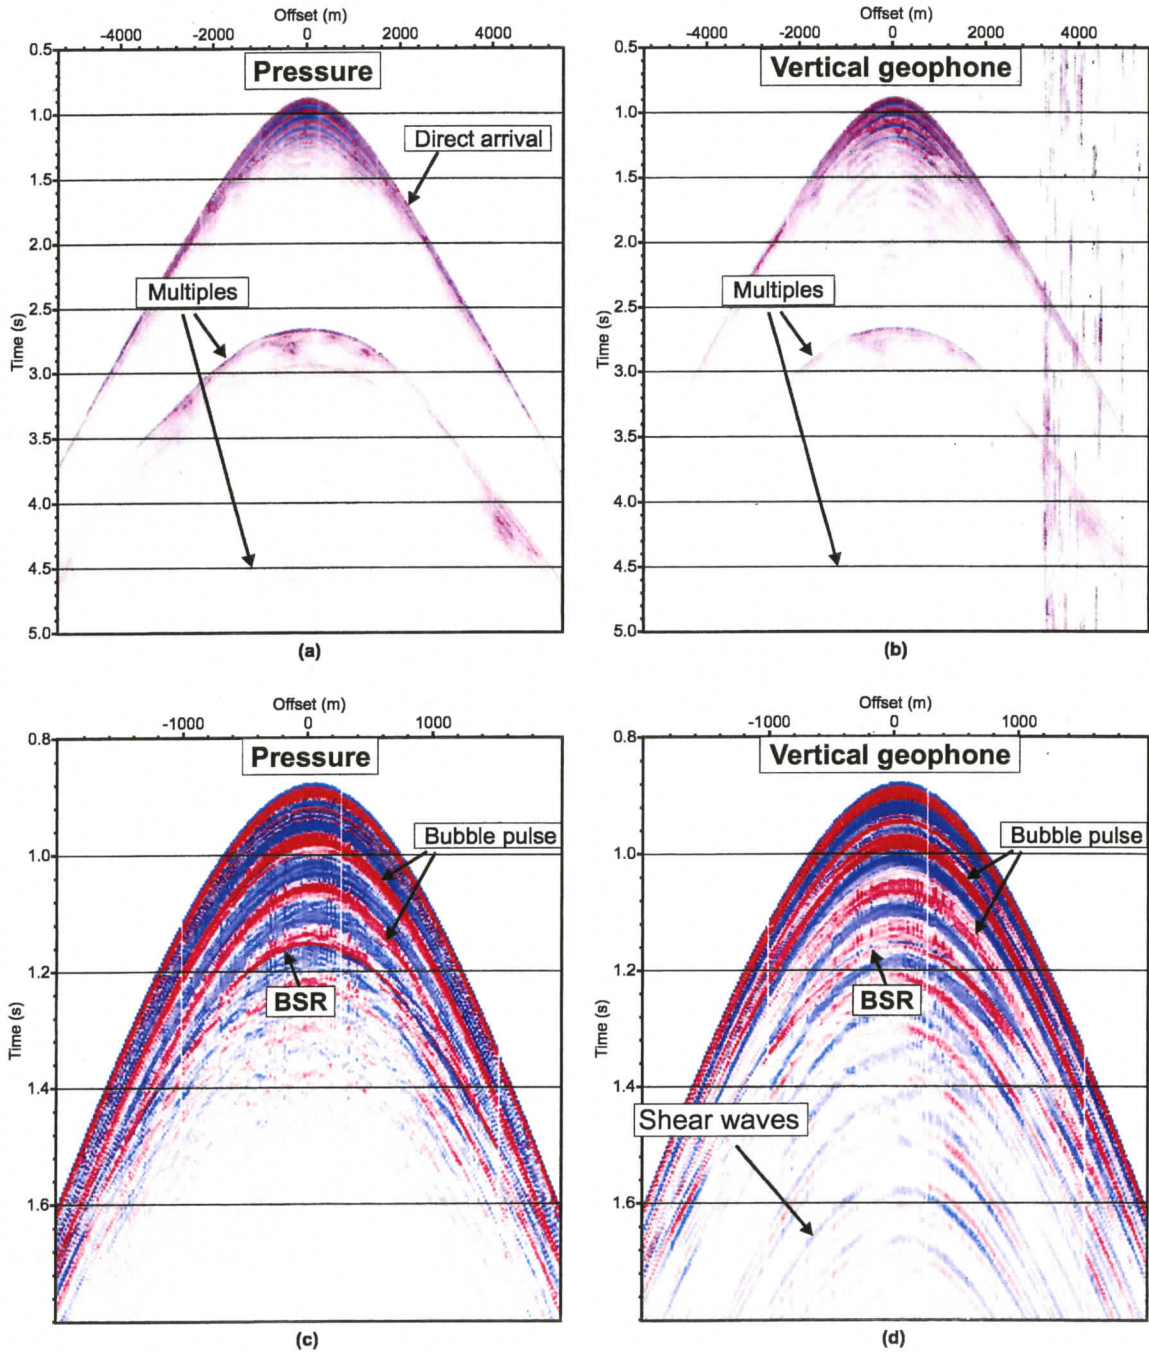 Offset (m)
-4000 -2000 0 2000 4000
Pressure
0.5
1.0
1.5
2.0
2.5
3.0
3.5
4.0
4.5
5.0
Time (s)
Direct arrival
Multiples
(a)
Offset (m)
-4000 -2000 0 2000 4000
Vertical geophone
0.5
1.0
1.5
2.0
2.5
3.0
3.5
4.0
4.5
5.0
Time (s)
Multiples
(b)
Offset (m)
-1000 0 1000
Pressure
0.8
1.0
1.2
1.4
1.6
Time (s)
Bubble pulse
BSR
(c)
Offset (m)
-1000 0 1000
Vertical geophone
0.8
1.0
1.2
1.4
1.6
Time (s)
Bubble pulse
BSR
Shear waves
(d)